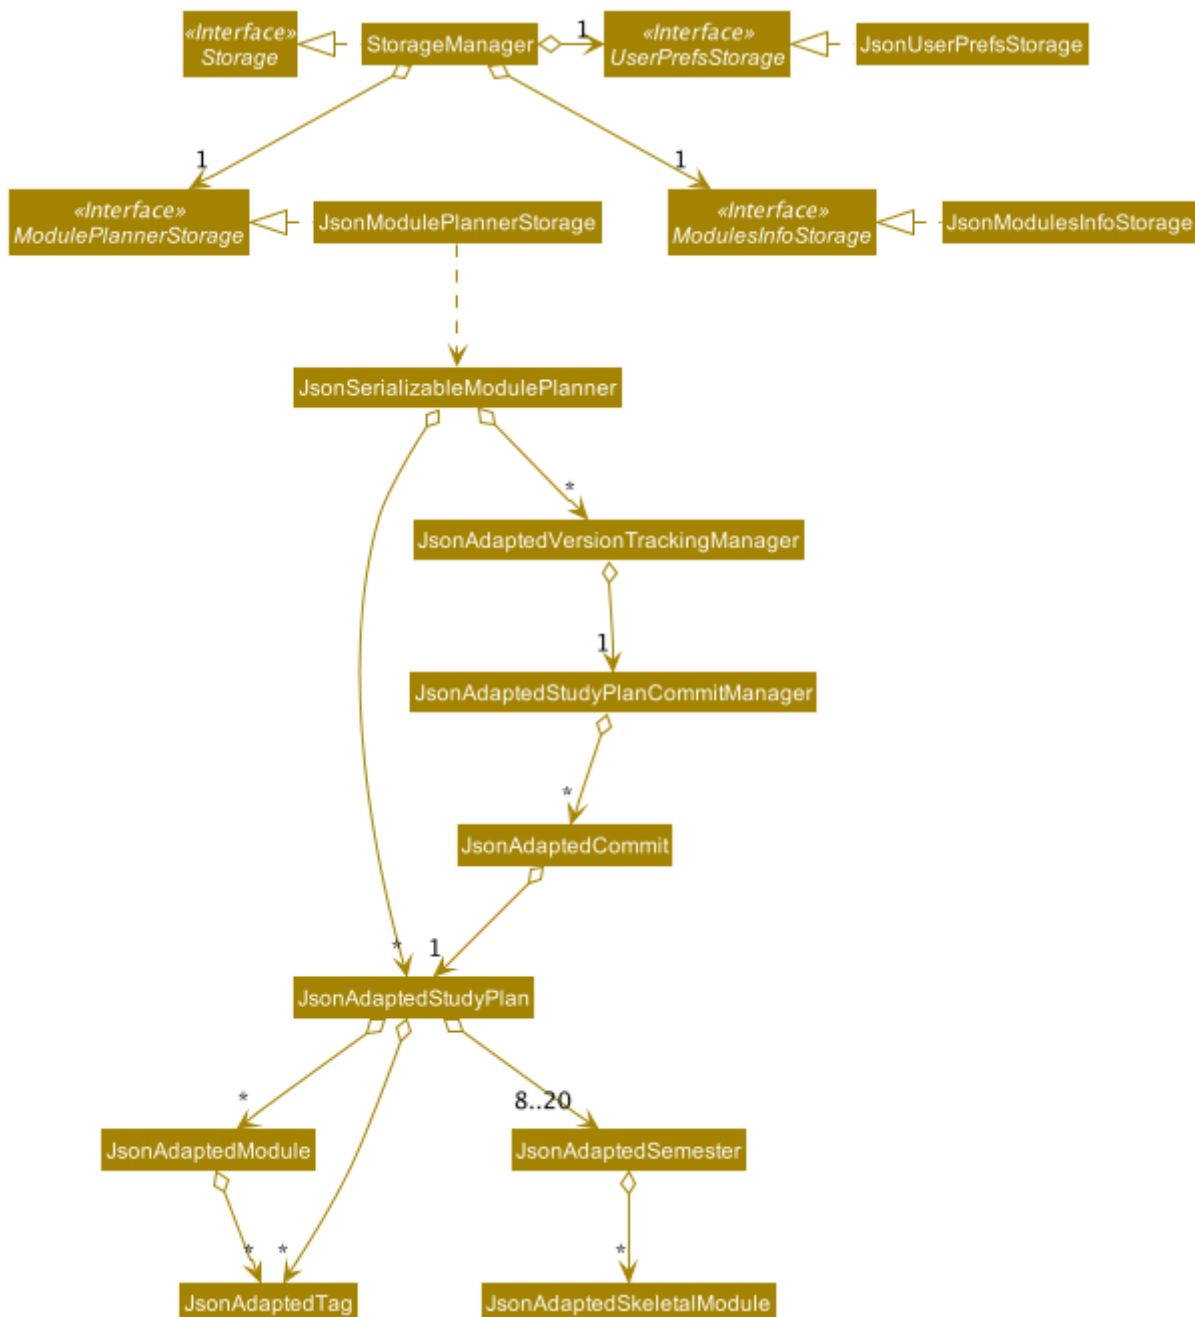 «Interface»
Storage
StorageManager
1
«Interface»
UserPrefsStorage
JsonUserPrefsStorage
1
1
«Interface»
ModulePlannerStorage
JsonModulePlannerStorage
«Interface»
ModulesInfoStorage
JsonModulesInfoStorage
JsonSerializableModulePlanner
*
JsonAdaptedVersionTrackingManager
1
JsonAdaptedStudyPlanCommitManager
*
JsonAdaptedCommit
*
1
JsonAdaptedStudyPlan
*
8..20
JsonAdaptedModule
JsonAdaptedSemester
*
*
*
JsonAdaptedTag
JsonAdaptedSkeletalModule